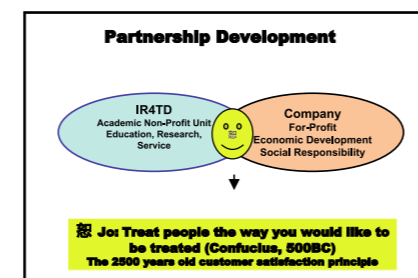 Partnership Development
IR4TD
Academic Non-Profit Unit
Education, Research,
Service
恕
Company
For-Profit
Economic Development
Social Responsibility
恕 Jo: Treat people the way you would like to
be treated (Confucius, 500BC)
The 2500 years old customer satisfaction principle